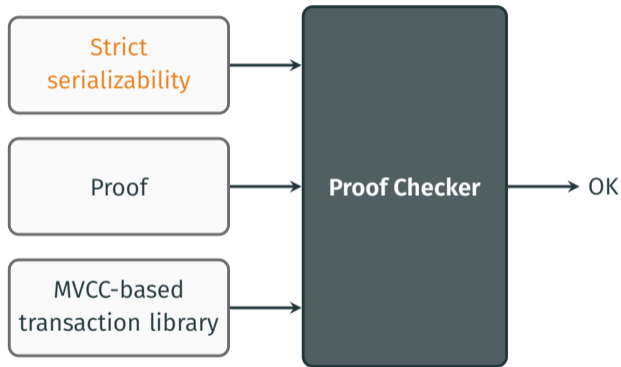 Strict
serializability
Proof
MVCC-based
transaction library
Proof Checker
OK